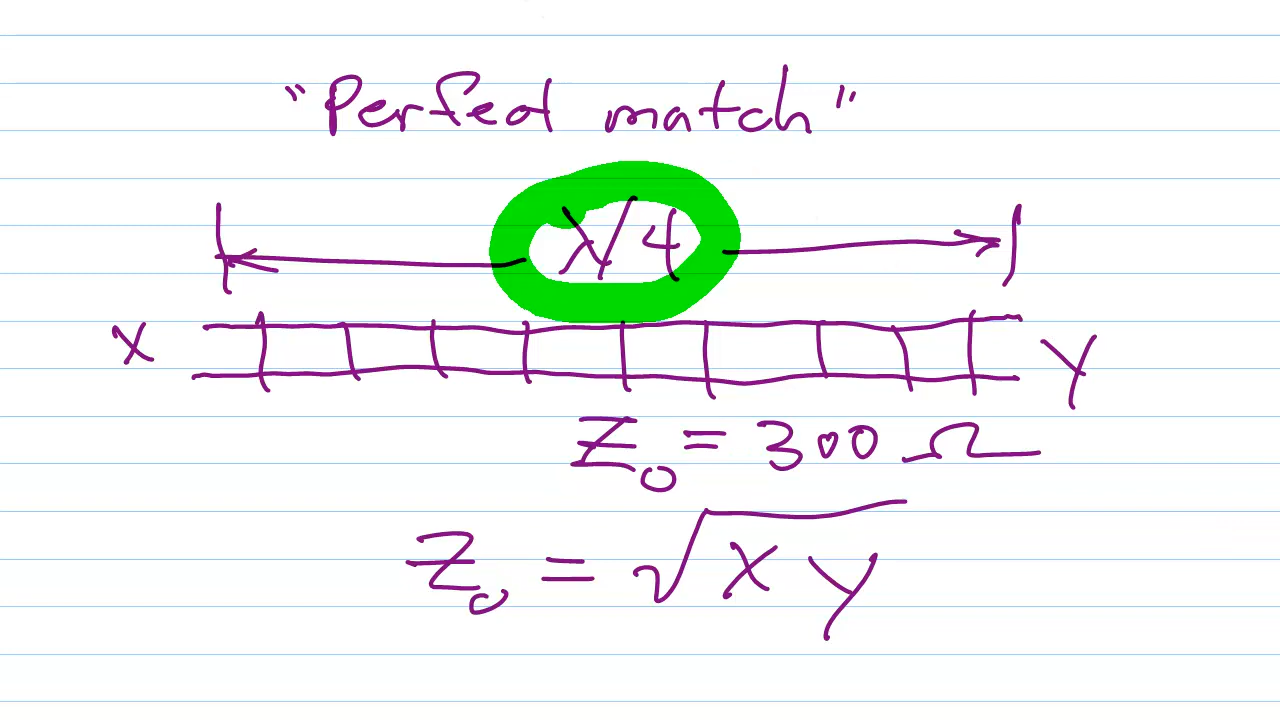 "Perfect match"
λ/4
X Y
Z₀ = 300 Ω
Z₀ = √XY